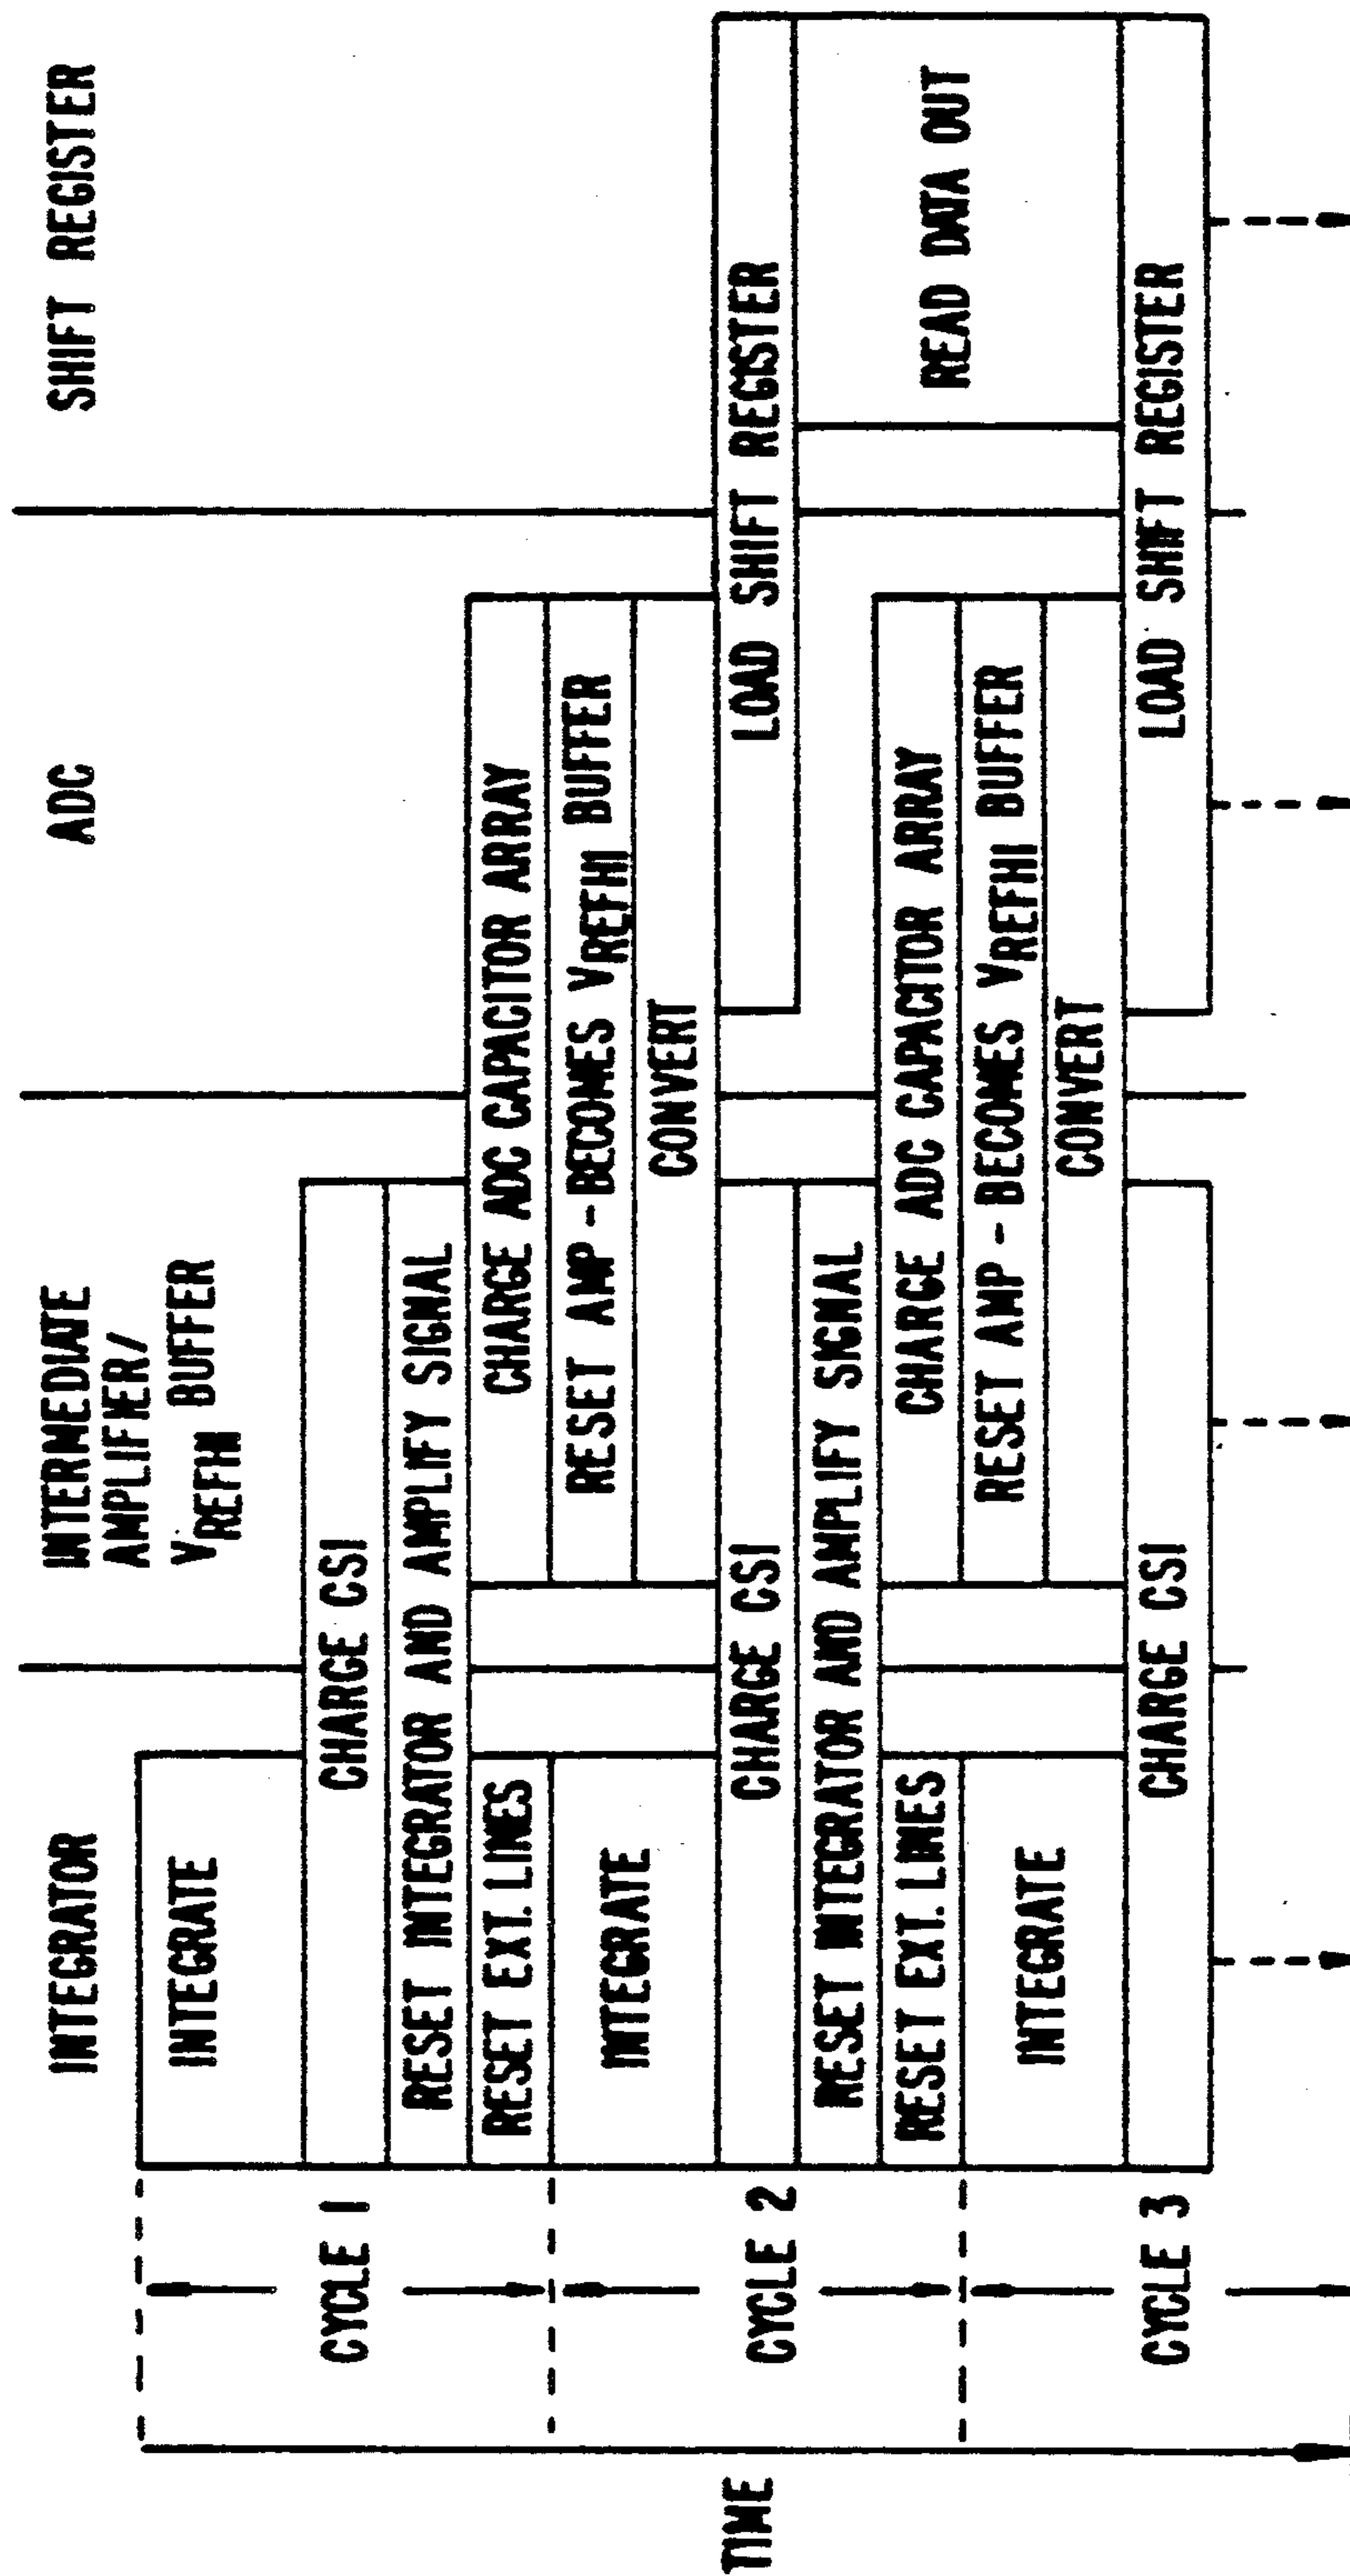 INTEGRATOR
INTERMEDIATE
AMPLIFIER/
VREFHI BUFFER
ADC
SHIFT REGISTER
TIME
CYCLE 1
INTEGRATE
CHARGE CSI
RESET INTEGRATOR AND AMPLIFY SIGNAL
RESET EXT. LINES
CHARGE ADC CAPACITOR ARRAY
RESET AMP - BECOMES VREFHI BUFFER
CYCLE 2
INTEGRATE
CONVERT
CHARGE CSI
LOAD SHIFT REGISTER
RESET INTEGRATOR AND AMPLIFY SIGNAL
RESET EXT. LINES
CHARGE ADC CAPACITOR ARRAY
READ DATA OUT
CYCLE 3
INTEGRATE
RESET AMP - BECOMES VREFHI BUFFER
CONVERT
CHARGE CSI
LOAD SHIFT REGISTER